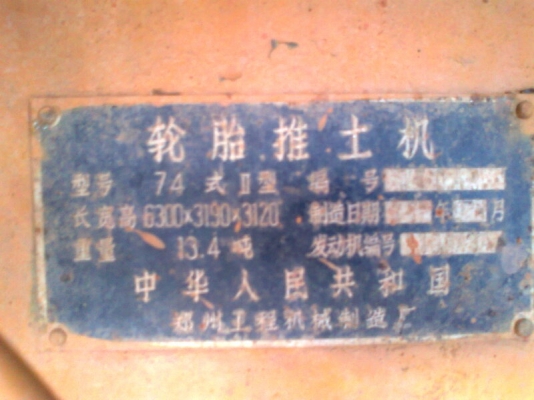 轮胎推土机
型号 74式Ⅱ型 编号
长宽高 6300×3190×3120 制造日期 年 月
重量 13.4吨 发动机编号
中华人民共和国
郑州工程机械制造厂